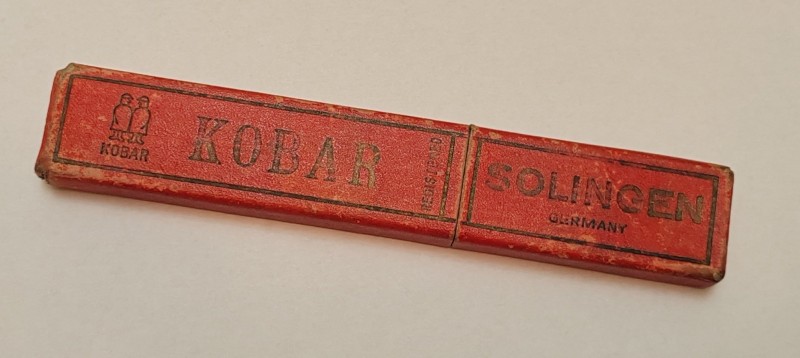 KOBAR
KOBAR
REGISTERED
SOLINGEN
GERMANY